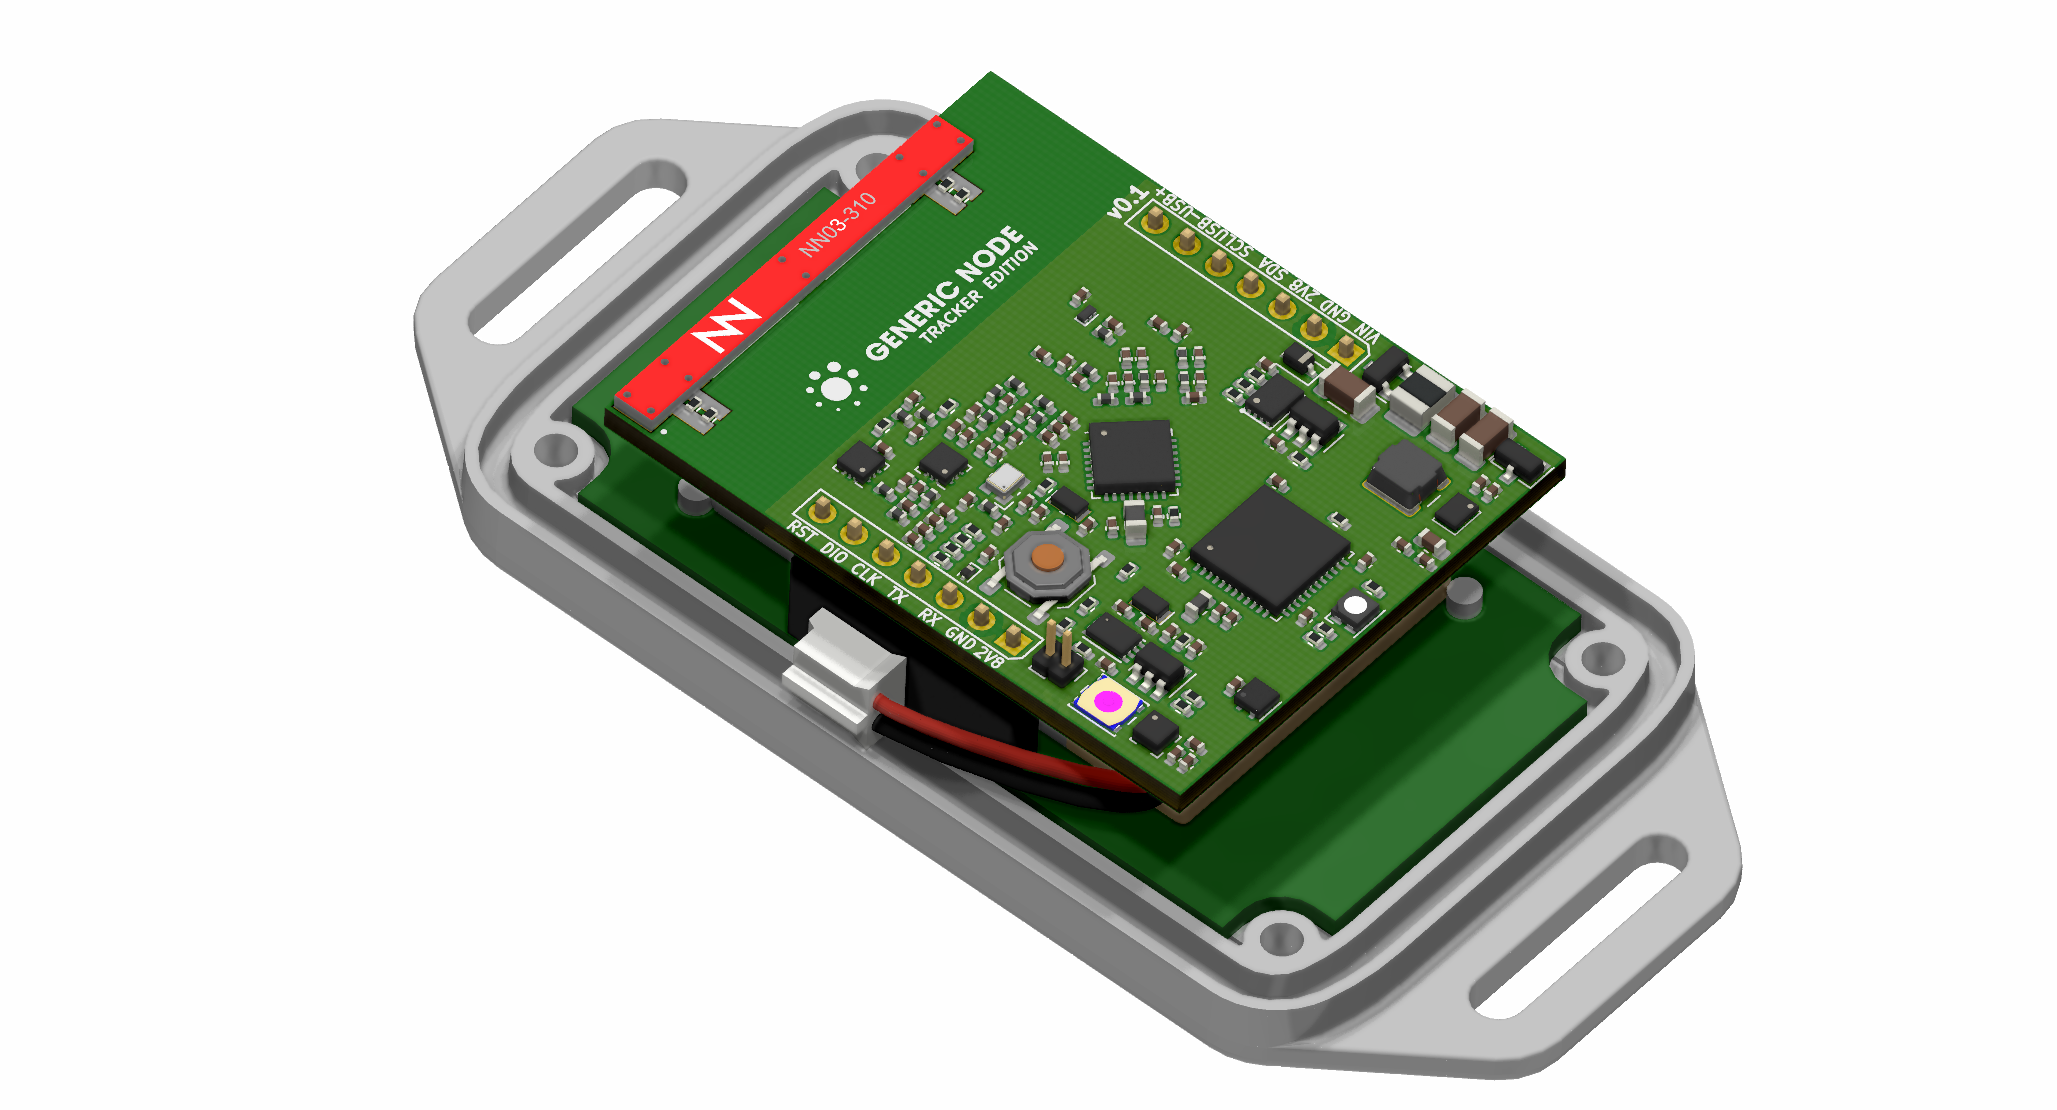 NN03-310
GENERIC NODE
TRACKER EDITION
v0.1
USB+
USB-
SCL
SDA
2V8
GND
VIN
RST DIO CLK TX RX GND 2V8